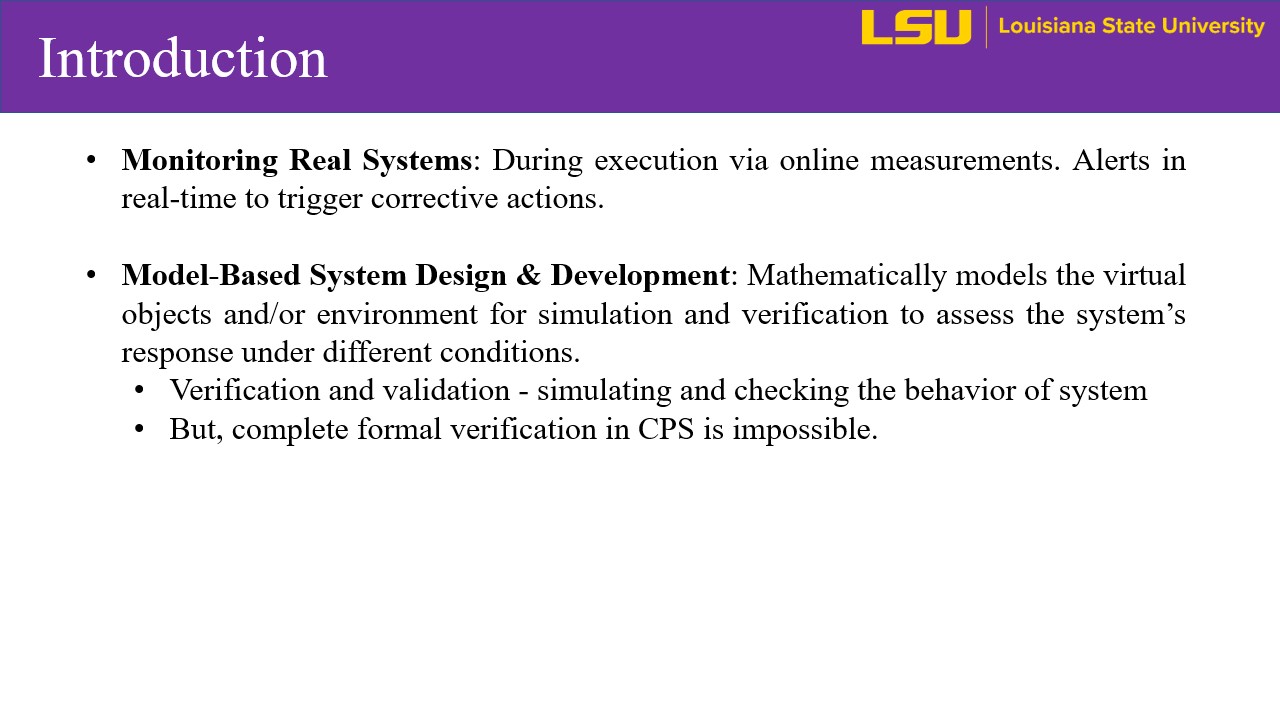 LSU | Louisiana State University
Introduction
• Monitoring Real Systems: During execution via online measurements. Alerts in
real-time to trigger corrective actions.
• Model-Based System Design & Development: Mathematically models the virtual
objects and/or environment for simulation and verification to assess the system’s
response under different conditions.
• Verification and validation - simulating and checking the behavior of system
• But, complete formal verification in CPS is impossible.